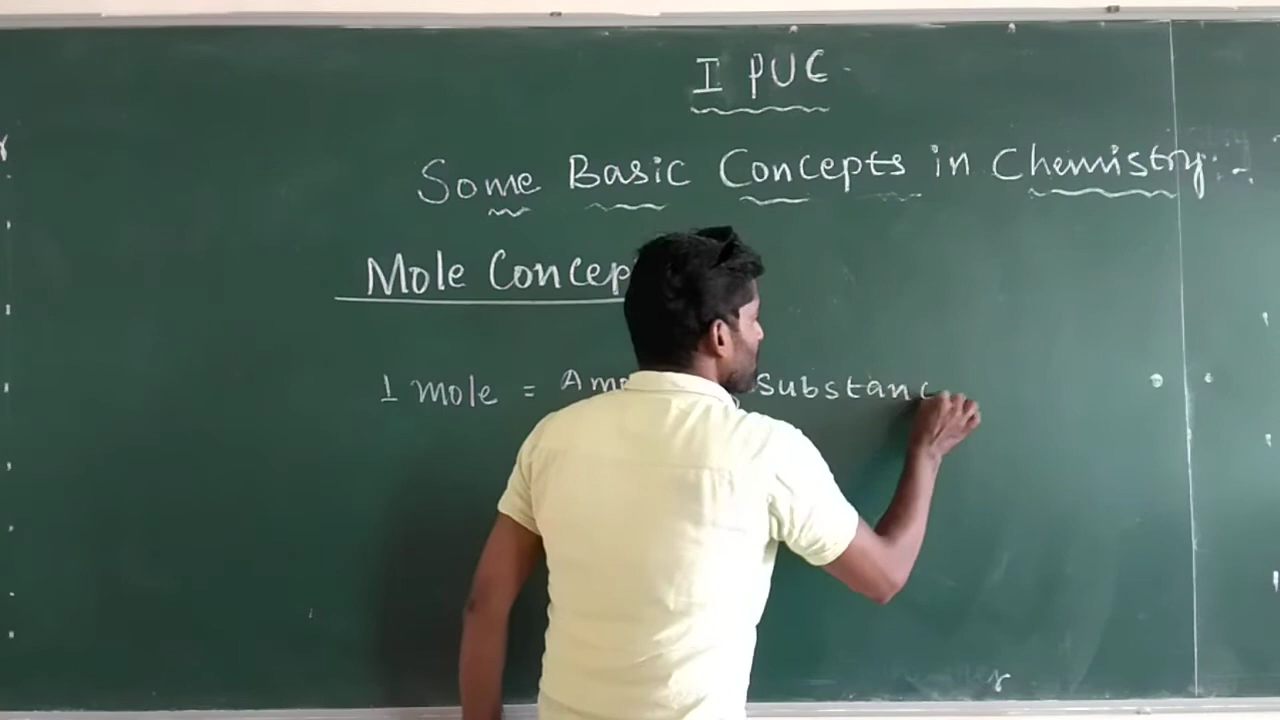 I PUC
Some Basic Concepts in Chemistry:-
Mole Concep
1 mole = Am Substanc